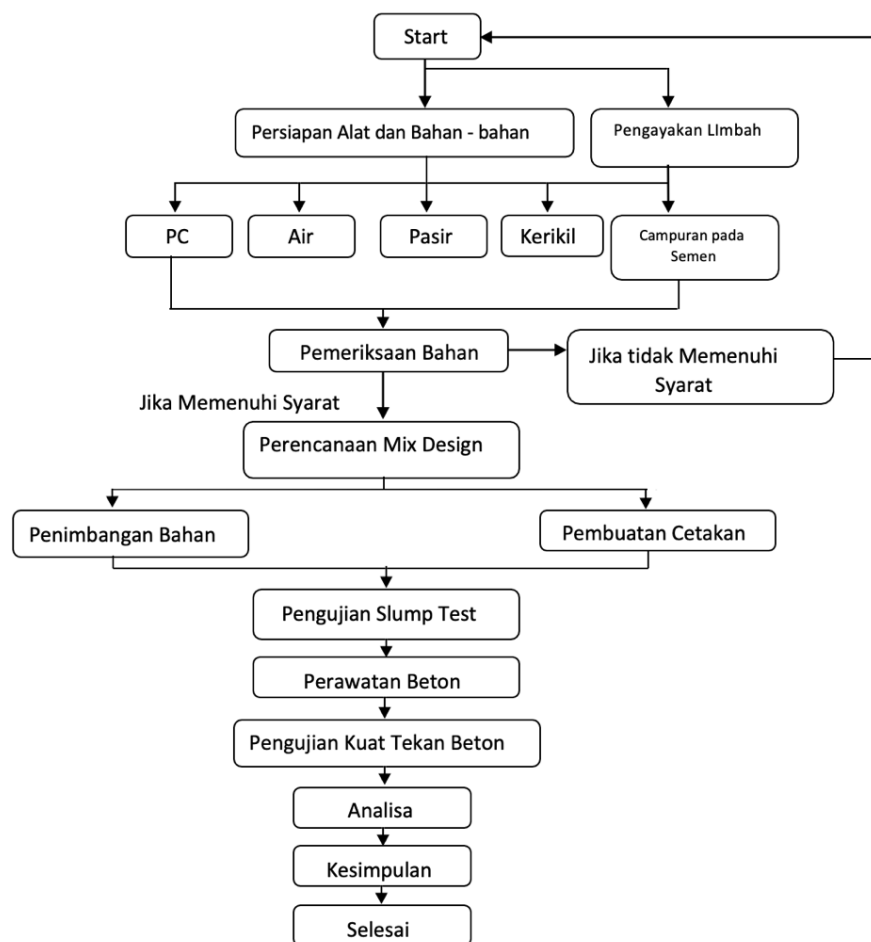 Start
Persiapan Alat dan Bahan - bahan
Pengayakan LImbah
PC
Air
Pasir
Kerikil
Campuran pada
Semen
Pemeriksaan Bahan
Jika tidak Memenuhi
Syarat
Jika Memenuhi Syarat
Perencanaan Mix Design
Penimbangan Bahan
Pembuatan Cetakan
Pengujian Slump Test
Perawatan Beton
Pengujian Kuat Tekan Beton
Analisa
Kesimpulan
Selesai